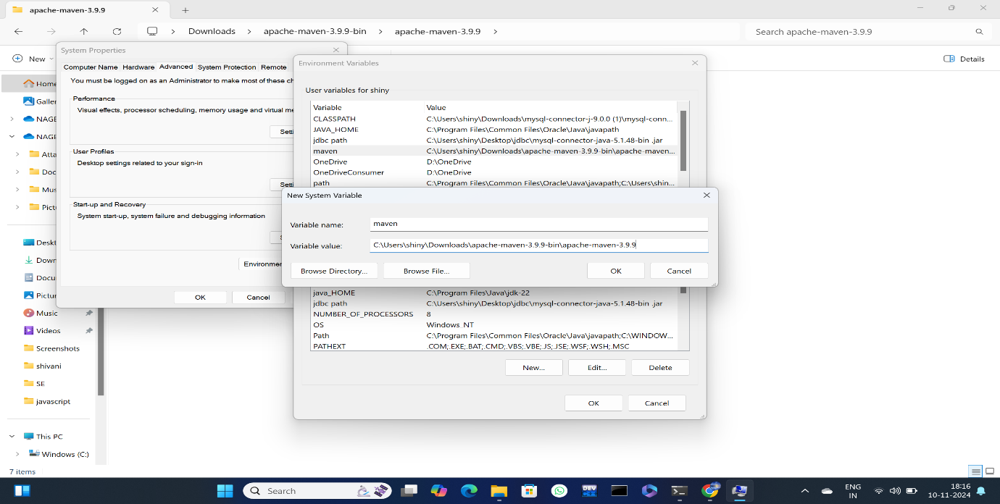 apache-maven-3.9.9
Downloads > apache-maven-3.9.9-bin > apache-maven-3.9.9 >
Search apache-maven-3.9.9
New
Details
Home
Galler
NAGE
NAGE
Atta
Doc
Mus
Pict
Deskt
Down
Docu
Pictur
Music
Videos
Screenshots
shivani
SE
javascript
This PC
Windows (C:)
7 items
System Properties
Computer Name Hardware Advanced System Protection Remote
You must be logged on as an Administrator to make most of these ch
Performance
Visual effects, processor scheduling, memory usage and virtual me
Setti
User Profiles
Desktop settings related to your sign-in
Setti
Start-up and Recovery
System start-up, system failure and debugging information
S
Environmen
OK Cancel
Environment Variables
User variables for shiny
Variable Value
CLASSPATH C:\Users\shiny\Downloads\mysql-connector-j-9.0.0 (1)\mysql-conn...
JAVA_HOME C:\Program Files\Common Files\Oracle\Java\javapath
jdbc path C:\Users\shiny\Desktop\jdbc\mysql-connector-java-5.1.48-bin .jar
maven C:\Users\shiny\Downloads\apache-maven-3.9.9-bin\apache-maven...
OneDrive D:\OneDrive
OneDriveConsumer D:\OneDrive
path C:\Program Files\Common Files\Oracle\Java\javapath;C:\Users\shin...
New System Variable
Variable name: maven
Variable value: C:\Users\shiny\Downloads\apache-maven-3.9.9-bin\apache-maven-3.9.9
Browse Directory... Browse File... OK Cancel
java_HOME C:\Program Files\Java\jdk-22
jdbc path C:\Users\shiny\Desktop\jdbc\mysql-connector-java-5.1.48-bin .jar
NUMBER_OF_PROCESSORS 8
OS Windows_NT
Path C:\Program Files\Common Files\Oracle\Java\javapath;C:\WINDOW...
PATHEXT .COM;.EXE;.BAT;.CMD;.VBS;.VBE;.JS;.JSE;.WSF;.WSH;.MSC
New... Edit... Delete
OK Cancel
Search
DEV
ENG
IN
18:16
10-11-2024